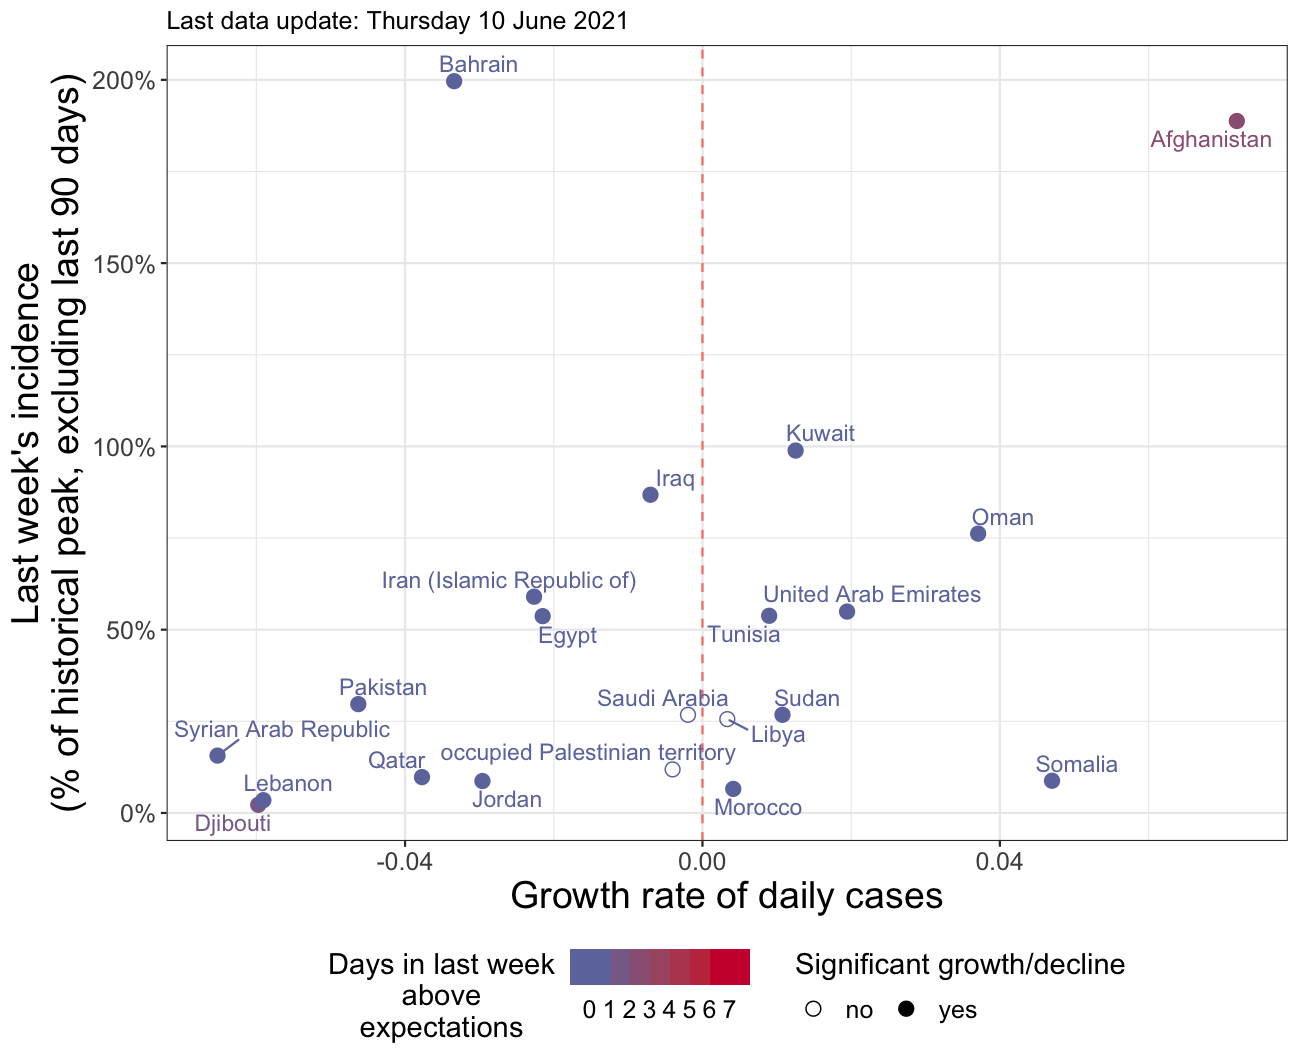 Last data update: Thursday 10 June 2021
Last week's incidence
(% of historical peak, excluding last 90 days)
200%
150%
100%
50%
0%
Bahrain
Afghanistan
Kuwait
Iraq
Oman
Iran (Islamic Republic of)
United Arab Emirates
Egypt
Tunisia
Pakistan
Saudi Arabia
Sudan
Syrian Arab Republic
Libya
occupied Palestinian territory
Qatar
Somalia
Lebanon
Jordan
Morocco
Djibouti
-0.04
0.00
0.04
Growth rate of daily cases
Days in last week
above
expectations
0 1 2 3 4 5 6 7
Significant growth/decline
no
yes